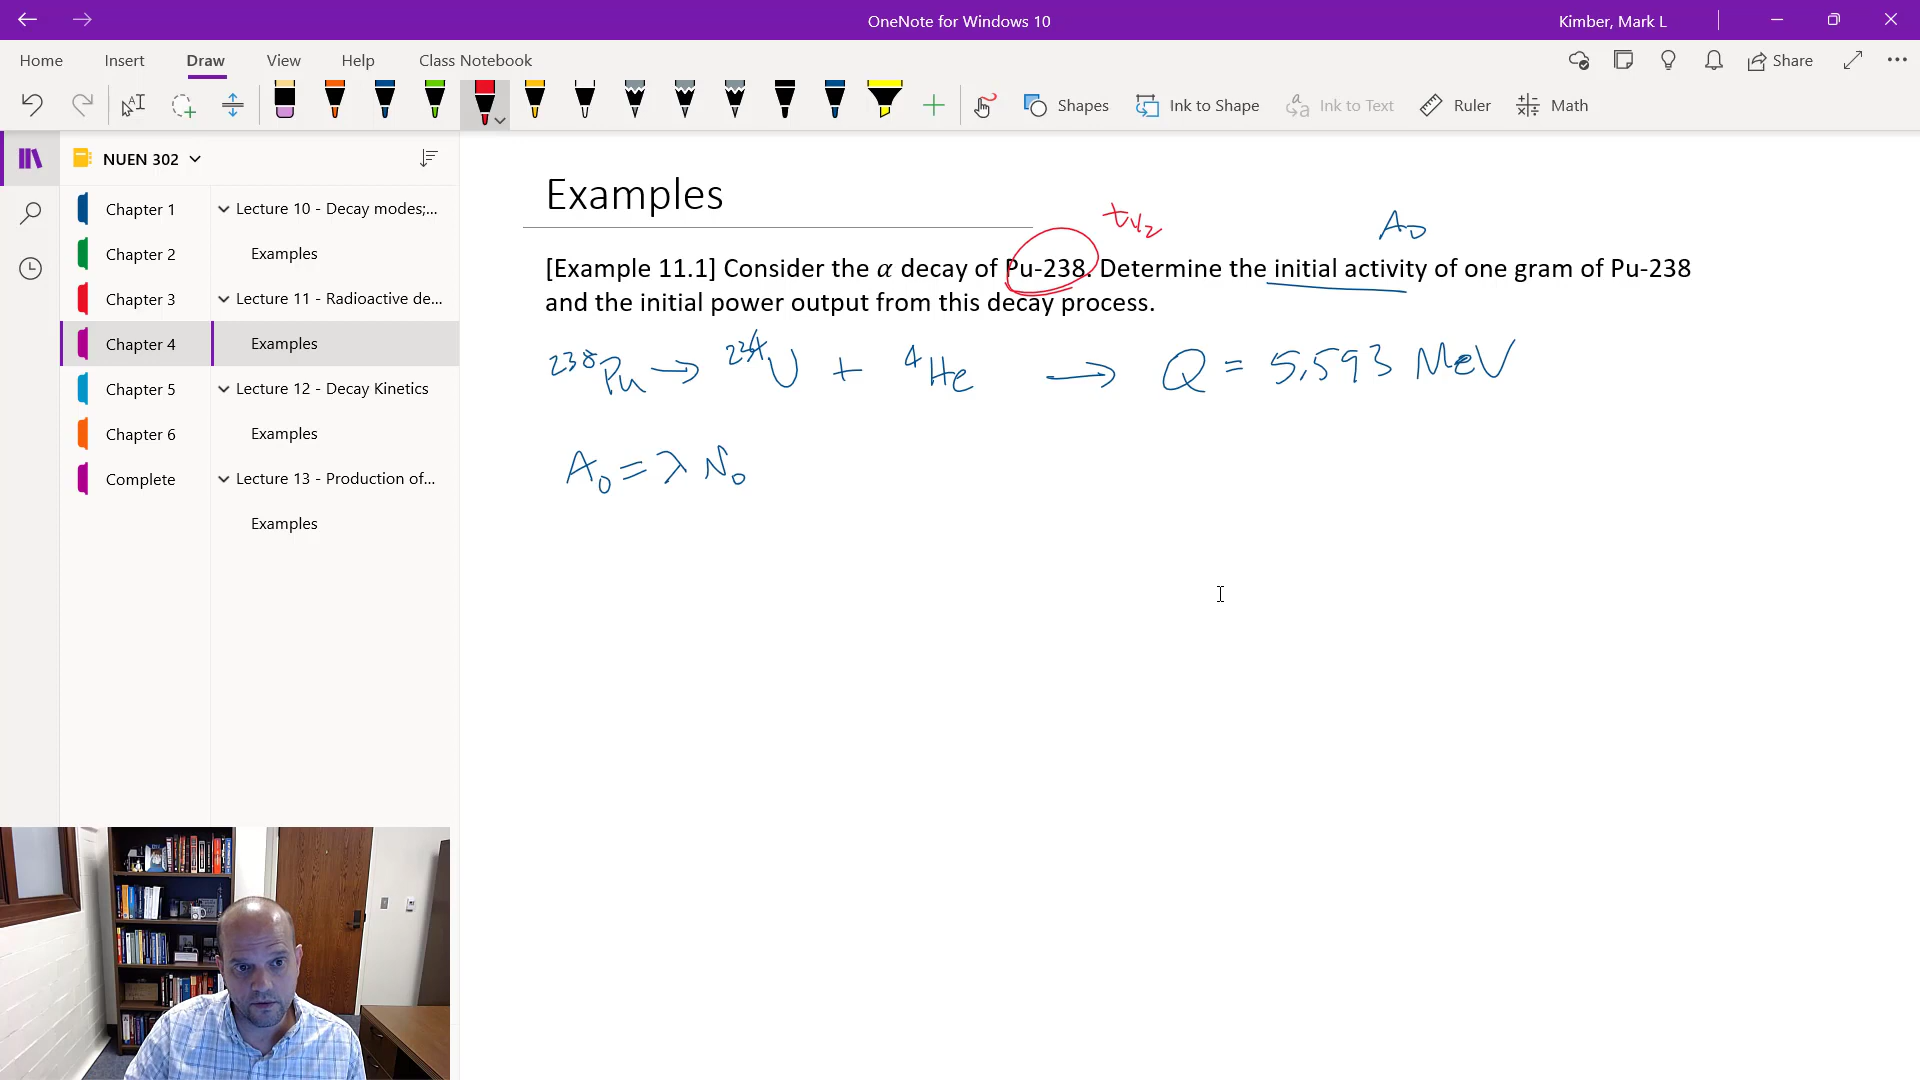 OneNote for Windows 10
Kimber, Mark L
Home Insert Draw View Help Class Notebook
Share
Shapes Ink to Shape Ink to Text Ruler Math
NUEN 302
Chapter 1
Chapter 2
Chapter 3
Chapter 4
Chapter 5
Chapter 6
Complete
Lecture 10 - Decay modes;...
Examples
Lecture 11 - Radioactive de...
Examples
Lecture 12 - Decay Kinetics
Examples
Lecture 13 - Production of...
Examples
Examples
t₁/₂ A₀
[Example 11.1] Consider the α decay of Pu-238. Determine the initial activity of one gram of Pu-238
and the initial power output from this decay process.
²³⁸Pu → ²³⁴U + ⁴He → Q = 5.593 MeV
A₀ = λ N₀